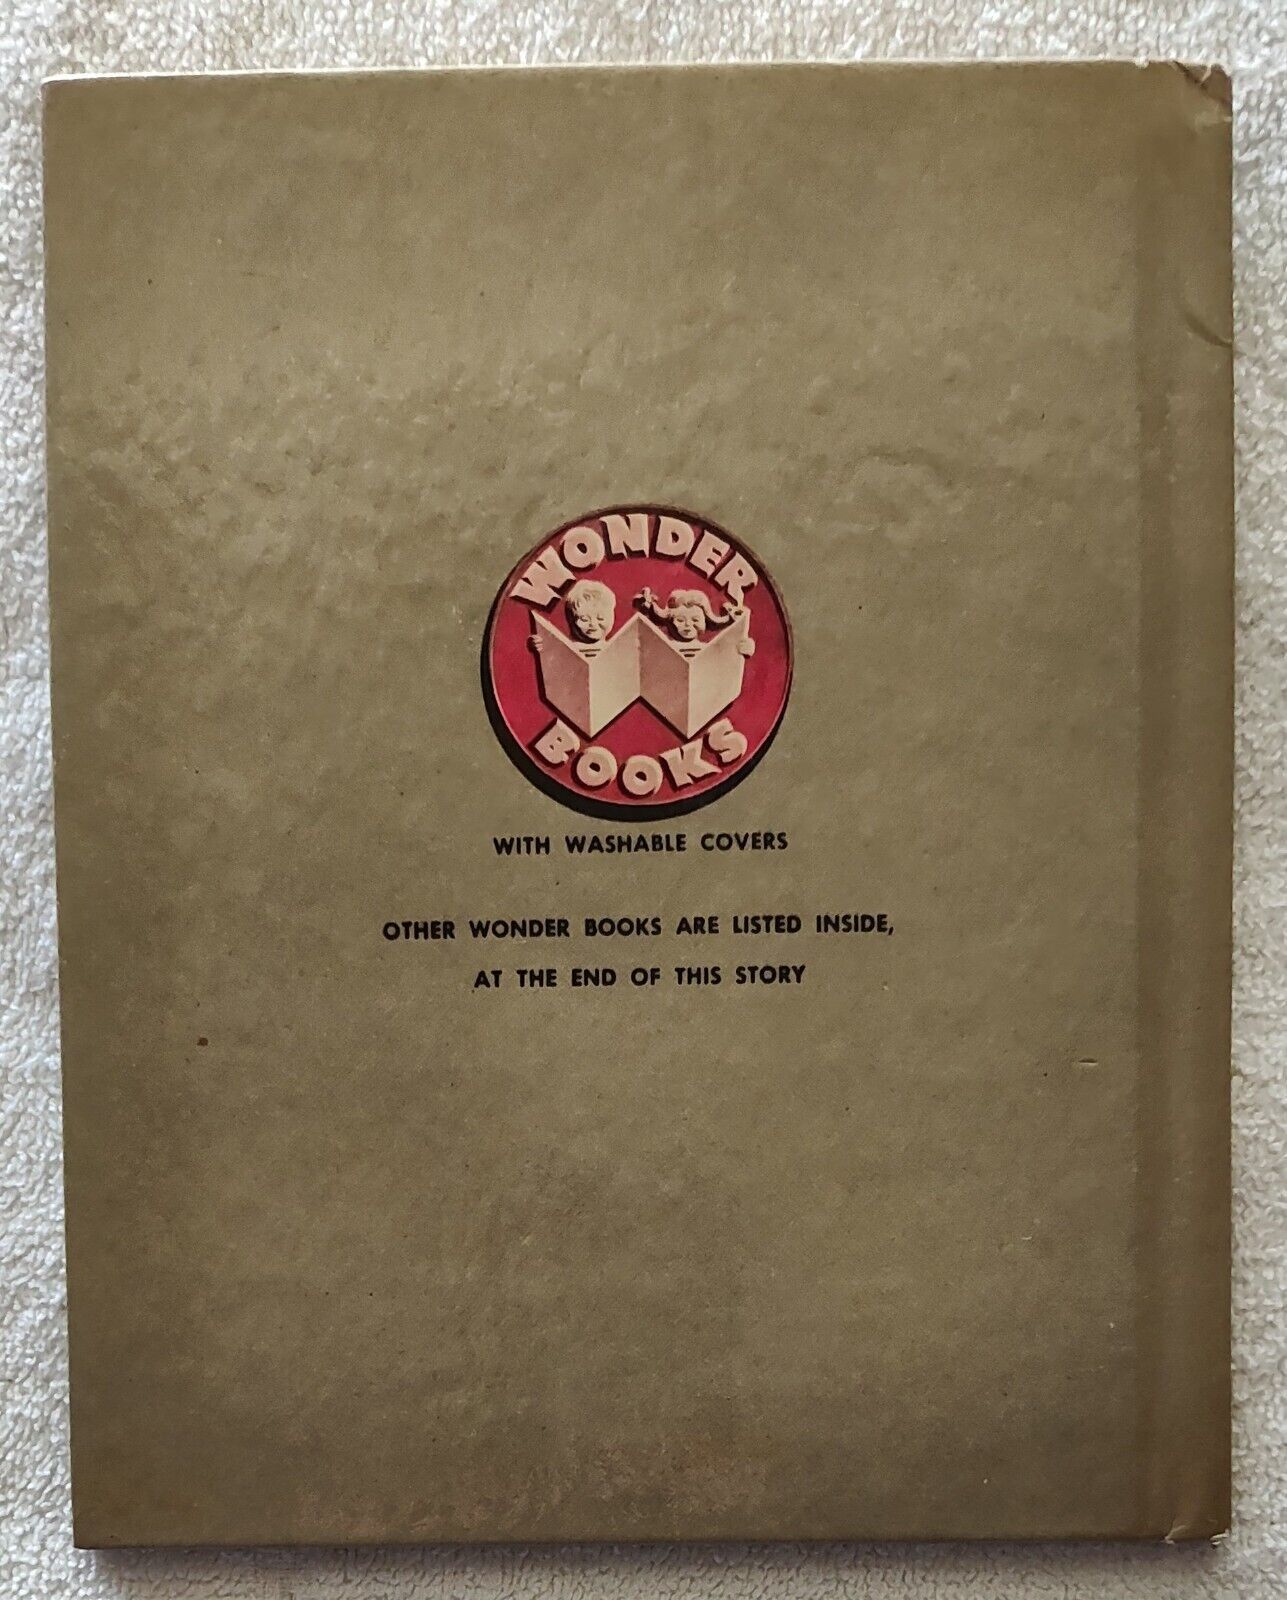 WONDER
BOOKS
WITH WASHABLE COVERS
OTHER WONDER BOOKS ARE LISTED INSIDE,
AT THE END OF THIS STORY